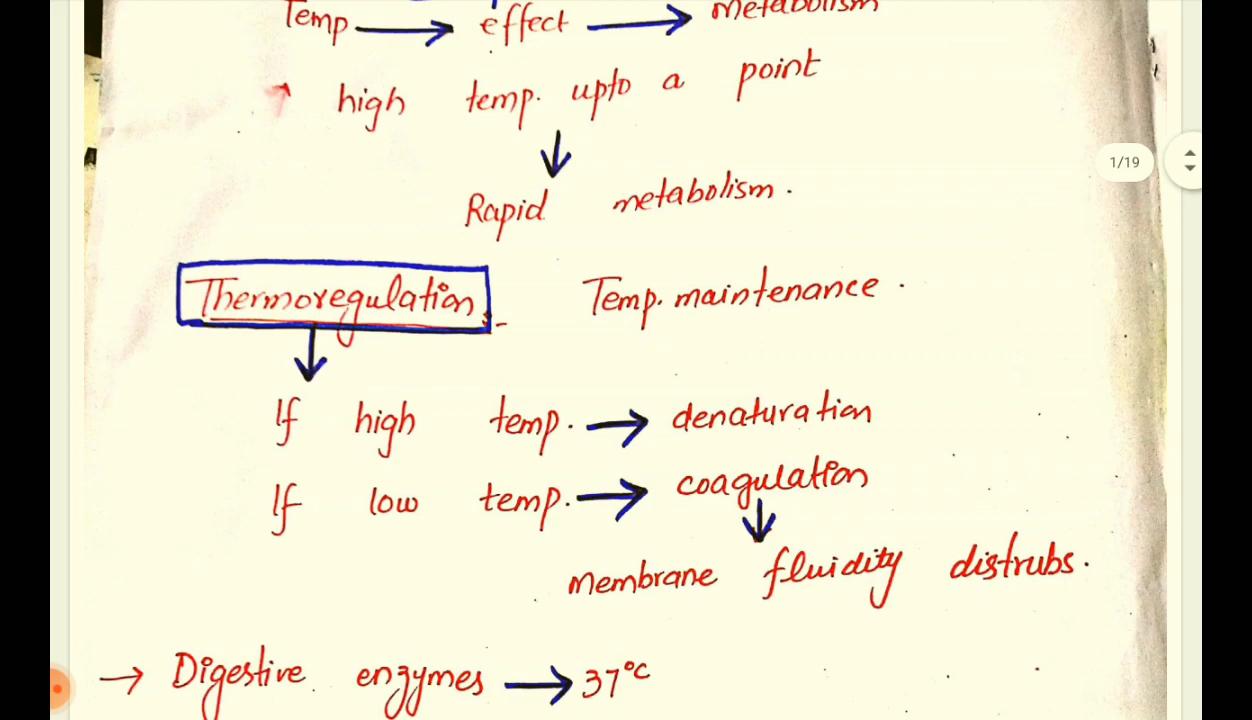 Temp → effect → metabolism
↑ high temp. upto a point
↓
Rapid metabolism.
1/19
Thermoregulation :- Temp. maintenance.
↓
If high temp. → denaturation
If low temp. → coagulation
↓
membrane fluidity distrubs.
→ Digestive enzymes → 37°C